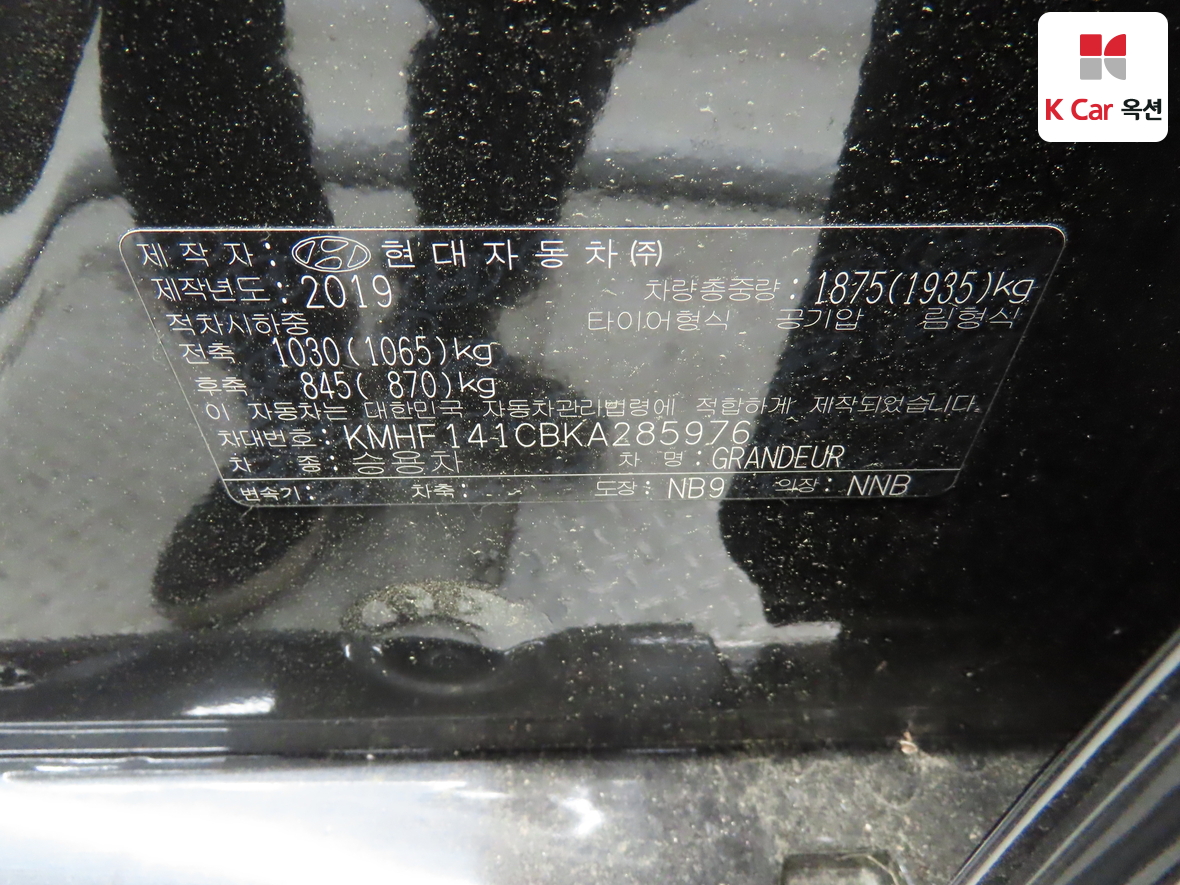 K Car 옥션
제작자: 현대자동차(주)
제작년도: 2019 차량총중량: 1875(1935)kg
적차시하중 타이어형식 공기압 림형식
전축 1030(1065)kg
후축 845( 870)kg
이 자동차는 대한민국 자동차관리법령에 적합하게 제작되었습니다.
차대번호: KMHF141CBKA285976
차 종: 승용차 차 명: GRANDEUR
변속기: 차축: 도장: NB9 의장: NNB